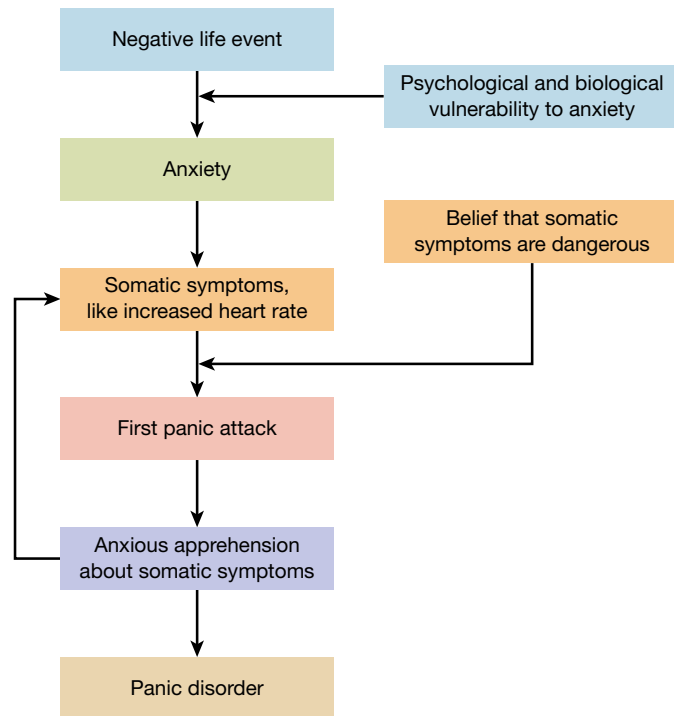 Negative life event
Psychological and biological
vulnerability to anxiety
Anxiety
Belief that somatic
symptoms are dangerous
Somatic symptoms,
like increased heart rate
First panic attack
Anxious apprehension
about somatic symptoms
Panic disorder